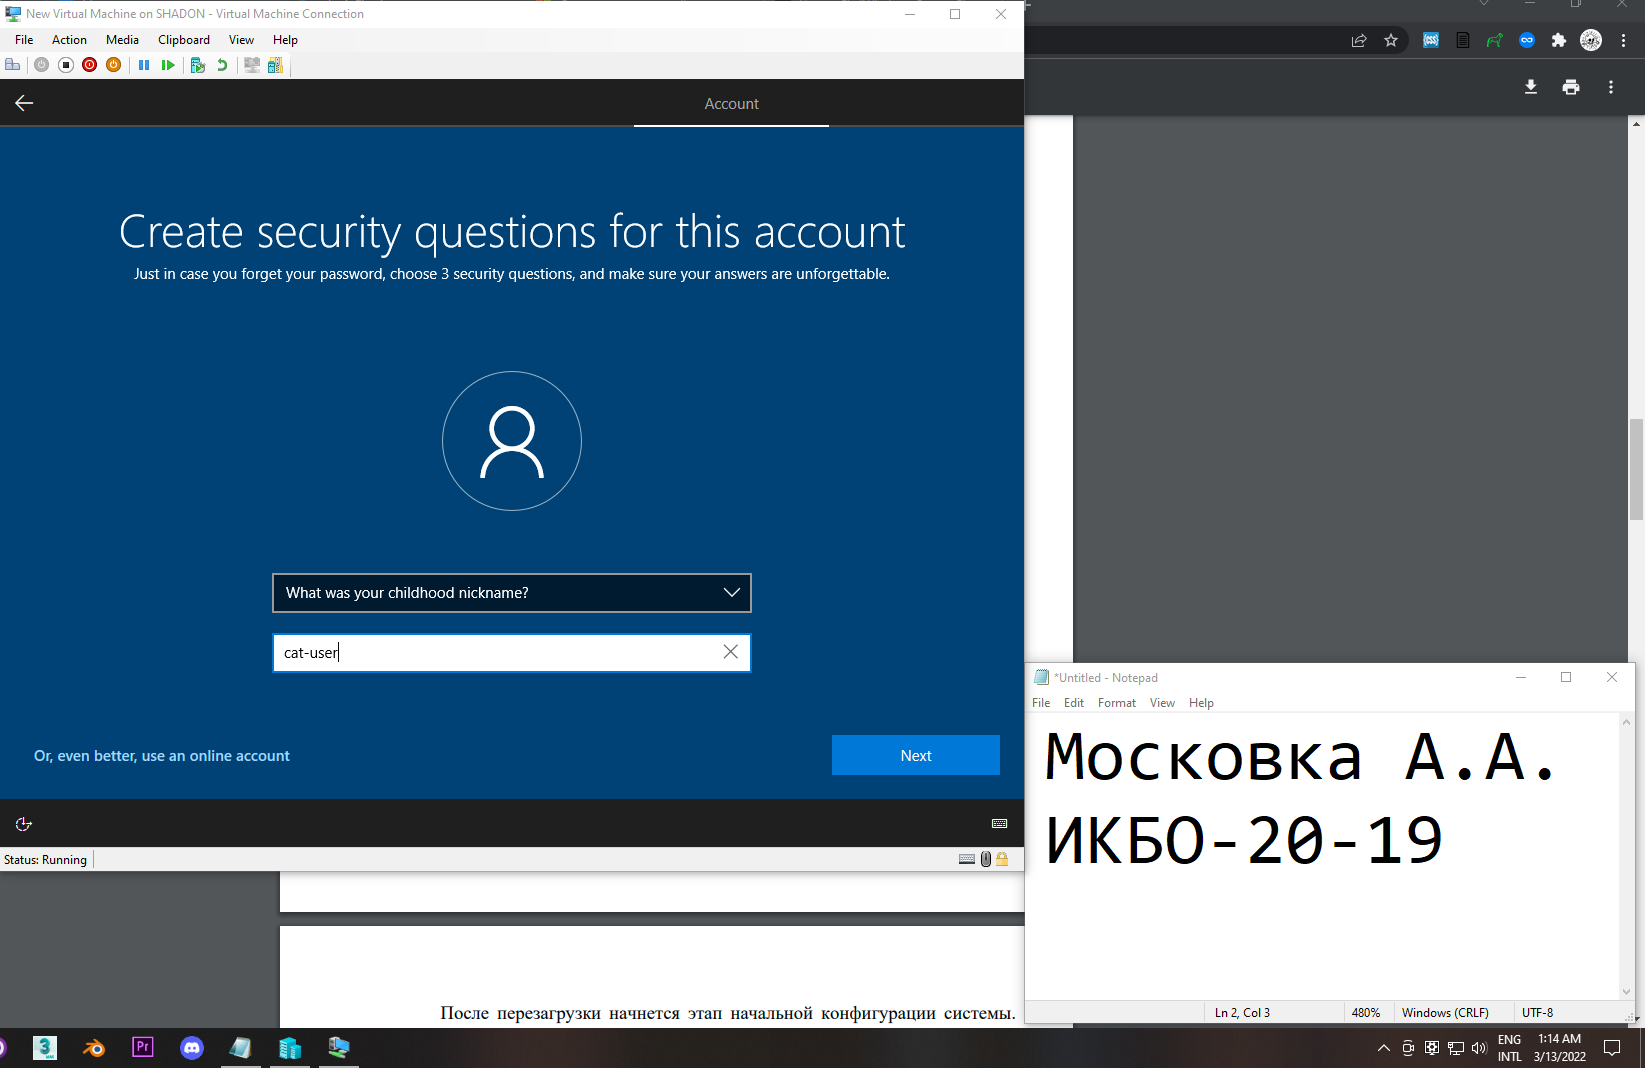 New Virtual Machine on SHADON - Virtual Machine Connection
File Action Media Clipboard View Help
Account
Create security questions for this account
Just in case you forget your password, choose 3 security questions, and make sure your answers are unforgettable.
What was your childhood nickname?
cat-user
Or, even better, use an online account
Next
Status: Running
*Untitled - Notepad
File Edit Format View Help
Московка А.А.
ИКБО-20-19
Ln 2, Col 3
480%
Windows (CRLF)
UTF-8
После перезагрузки начнется этап начальной конфигурации системы.
3
Pr
ENG
INTL
1:14 AM
3/13/2022